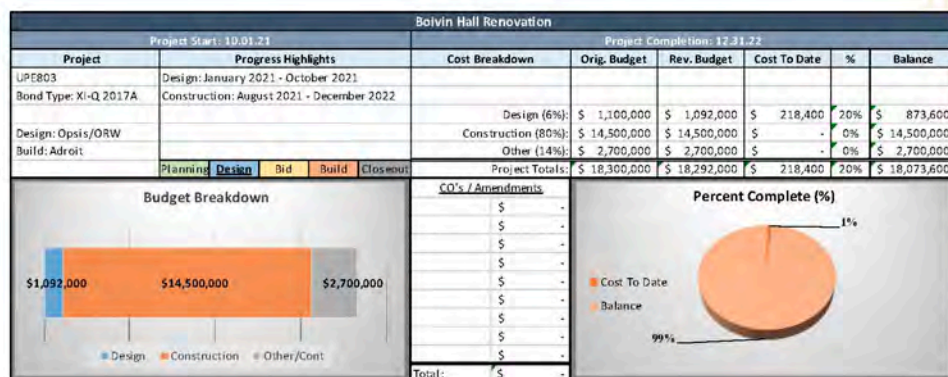 Boivin Hall Renovation
Project Start: 10.01.21 Project Completion: 12.31.22
Project Progress Highlights Cost Breakdown Orig. Budget Rev. Budget Cost To Date % Balance
UPE803 Design: January 2021 - October 2021
Bond Type: XI-Q 2017A Construction: August 2021 - December 2022
Design (6%): $ 1,100,000 $ 1,092,000 $ 218,400 20% $ 873,600
Design: Opsis/ORW Construction (80%): $ 14,500,000 $ 14,500,000 $ - 0% $ 14,500,000
Build: Adroit Other (14%): $ 2,700,000 $ 2,700,000 $ - 0% $ 2,700,000
Planning Design Bid Build Closeout Project Totals: $ 18,300,000 $ 18,292,000 $ 218,400 20% $ 18,073,600
Budget Breakdown
$1,092,000 $14,500,000 $2,700,000
Design Construction Other/Cont
CO's / Amendments
$ -
$ -
$ -
$ -
$ -
$ -
$ -
$ -
$ -
Total: $ -
Percent Complete (%)
1%
Cost To Date
Balance
99%